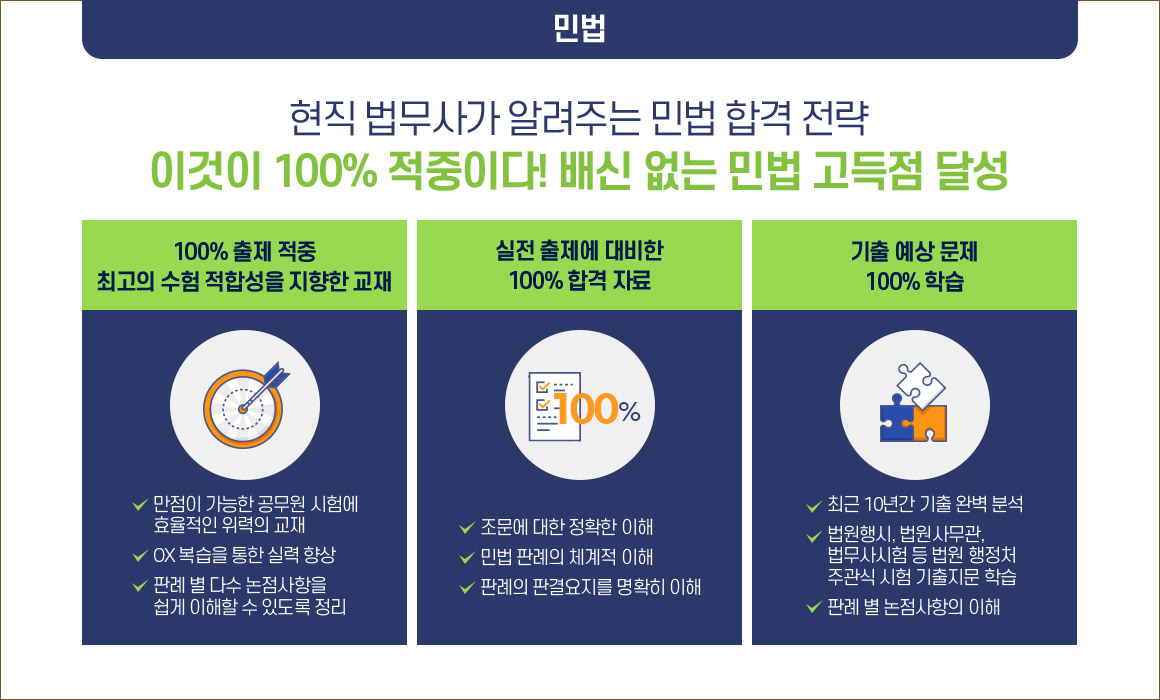 민법
현직 법무사가 알려주는 민법 합격 전략
이것이 100% 적중이다! 배신 없는 민법 고득점 달성
100% 출제 적중
최고의 수험 적합성을 지향한 교재
만점이 가능한 공무원 시험에
효율적인 위력의 교재
OX 복습을 통한 실력 향상
판례 별 다수 논점사항을
쉽게 이해할 수 있도록 정리
실전 출제에 대비한
100% 합격 자료
100%
조문에 대한 정확한 이해
민법 판례의 체계적 이해
판례의 판결요지를 명확히 이해
기출 예상 문제
100% 학습
최근 10년간 기출 완벽 분석
법원행시, 법원사무관,
법무사시험 등 법원 행정처
주관식 시험 기출지문 학습
판례 별 논점사항의 이해